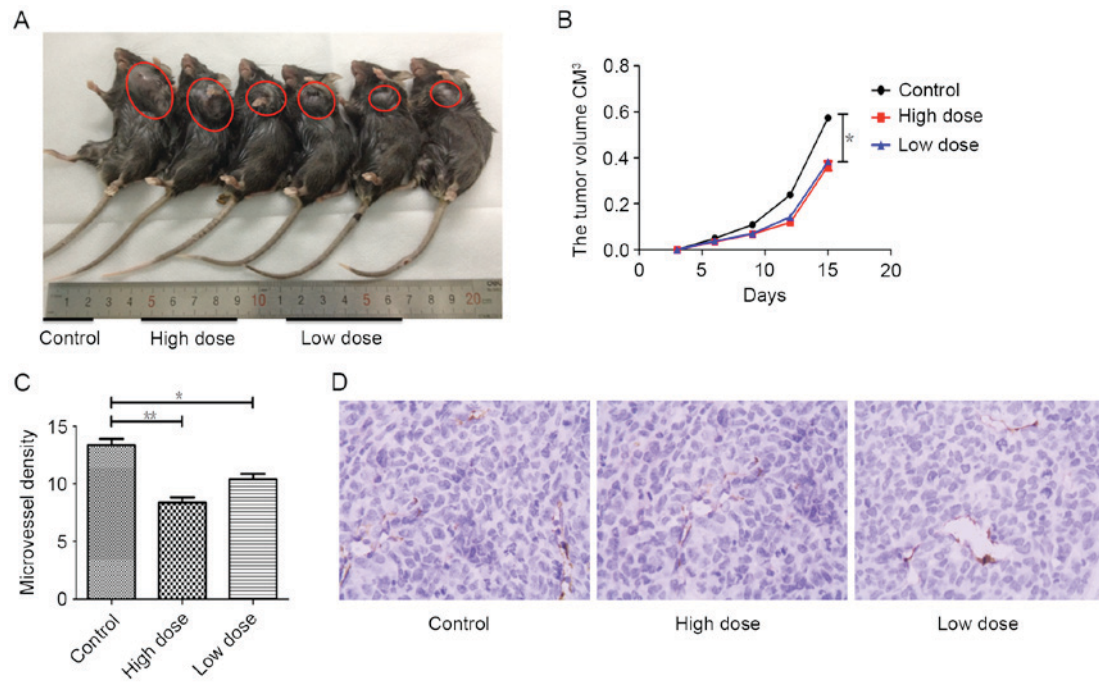 A
1 2 3 4 5 6 7 8 9 10 1 2 3 4 5 6 7 8 9 20
Control
High dose
Low dose
B
The tumor volume CM³
0.8
0.6
0.4
0.2
0.0
0
5
10
15
20
Days
Control
High dose
Low dose
*
C
Microvessel density
15
10
5
0
*
**
Control
High dose
Low dose
D
Control
High dose
Low dose